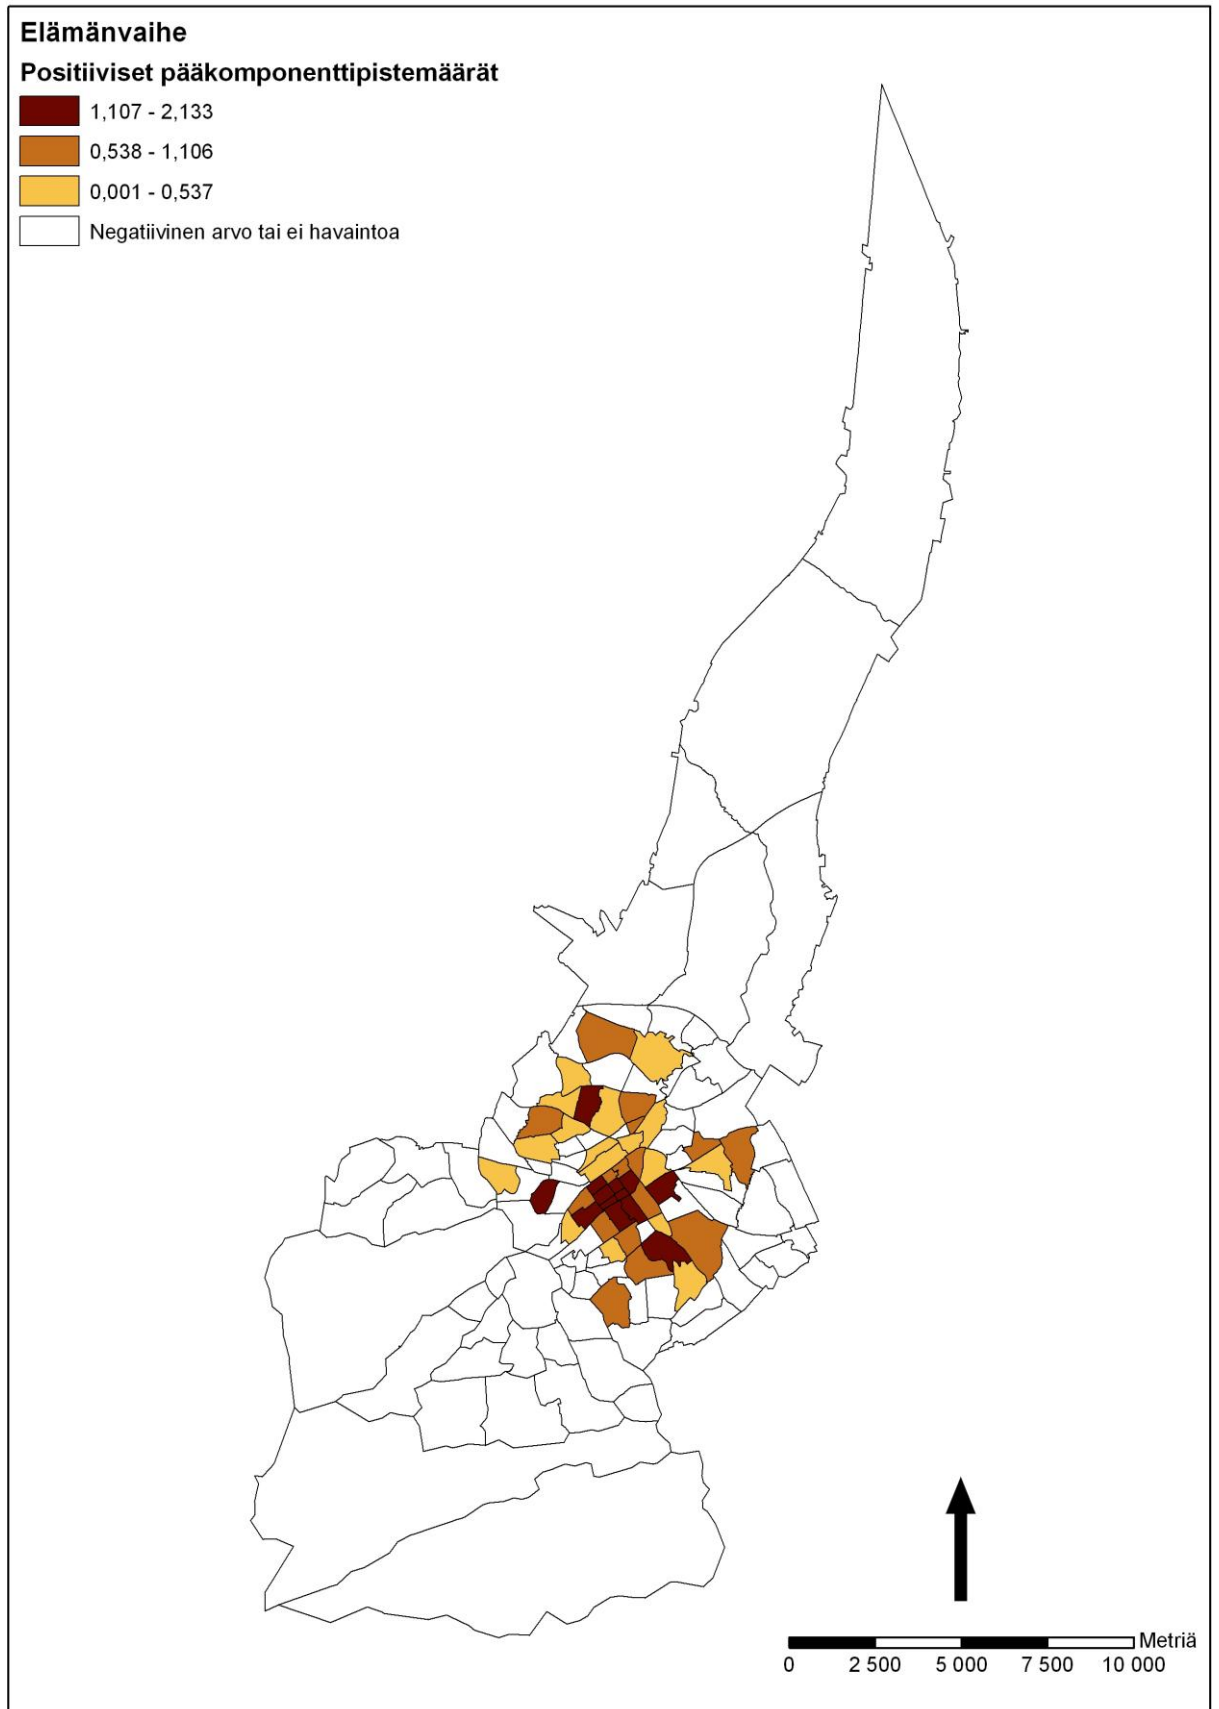 Elämänvaihe
Positiiviset pääkomponenttipistemäärät
1,107 - 2,133
0,538 - 1,106
0,001 - 0,537
Negatiivinen arvo tai ei havaintoa
Metriä
0 2 500 5 000 7 500 10 000